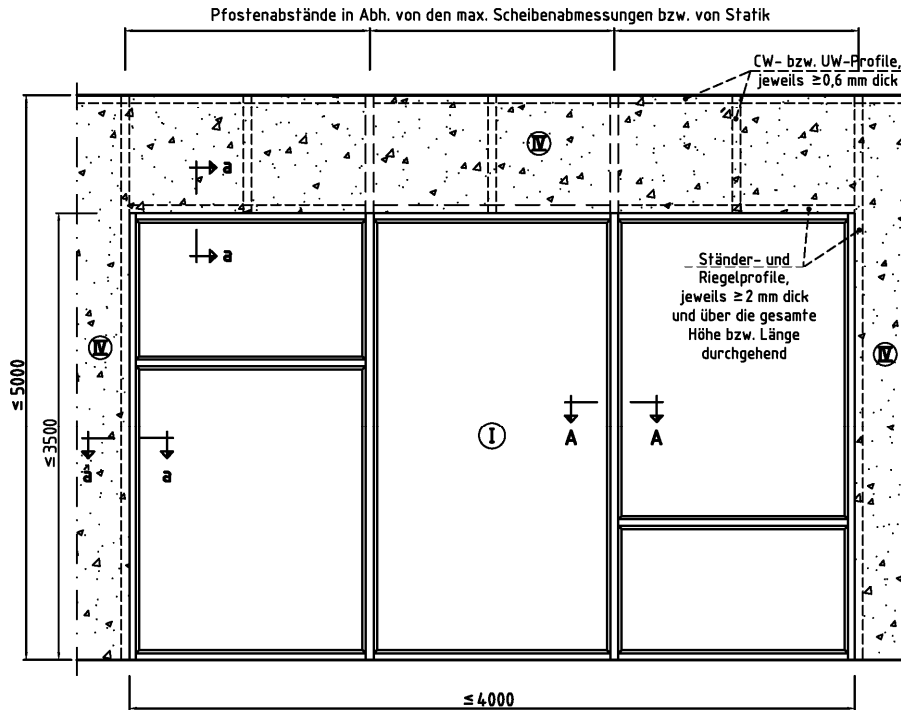 Pfostenabstände in Abh. von den max. Scheibenabmessungen bzw. von Statik
CW- bzw. UW-Profile,
jeweils ≥0,6 mm dick
IV
a
a
Ständer- und
Riegelprofile,
jeweils ≥2 mm dick
und über die gesamte
Höhe bzw. Länge
durchgehend
IV
IV
≤5000
≤3500
A
A
I
a
a
≤4000